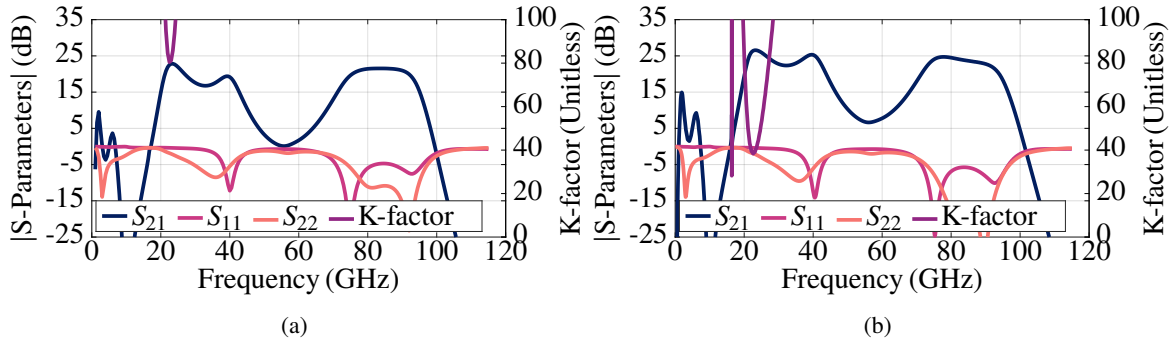 35
25
15
5
-5
-15
-25
|S-Parameters| (dB)
100
80
60
40
20
0
K-factor (Unitless)
S21 S11 S22 K-factor
0 20 40 60 80 100 120
Frequency (GHz)
(a)
35
25
15
5
-5
-15
-25
|S-Parameters| (dB)
100
80
60
40
20
0
K-factor (Unitless)
S21 S11 S22 K-factor
0 20 40 60 80 100 120
Frequency (GHz)
(b)